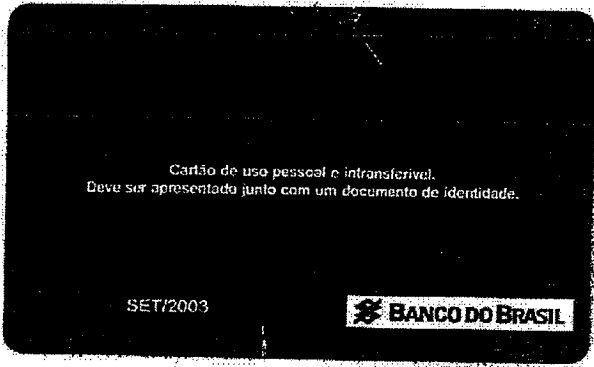 Cartão de uso pessoal e intransferível.
Deve ser apresentado junto com um documento de identidade.
SET/2003
BANCO DO BRASIL